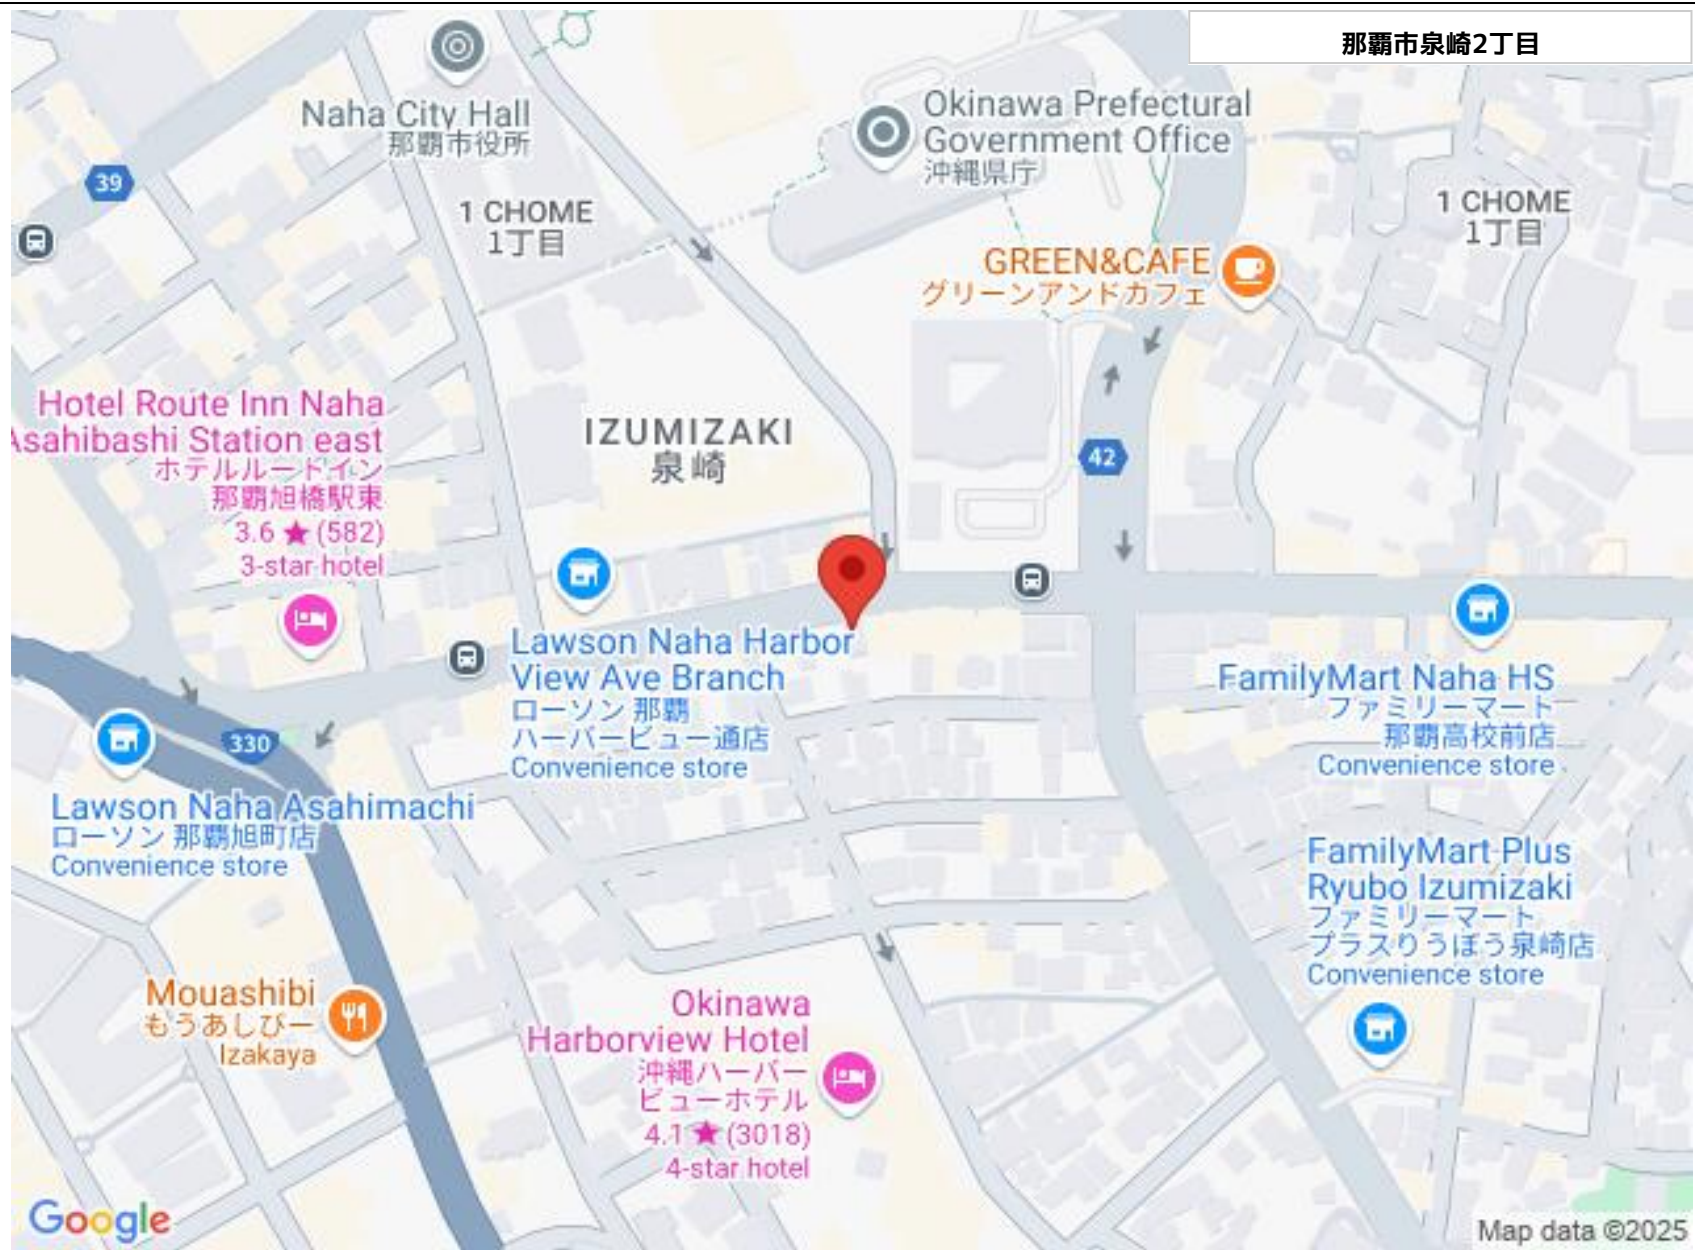 那覇市泉崎2丁目
Naha City Hall
那覇市役所
Okinawa Prefectural
Government Office
沖縄県庁
39
1 CHOME
1丁目
1 CHOME
1丁目
GREEN&CAFE
グリーンアンドカフェ
Hotel Route Inn Naha
Asahibashi Station east
ホテルルートイン
那覇旭橋駅東
3.6 ★ (582)
3-star hotel
IZUMIZAKI
泉崎
42
Lawson Naha Harbor
View Ave Branch
ローソン 那覇
ハーバービュー通店
Convenience store
FamilyMart Naha HS
ファミリーマート
那覇高校前店
Convenience store
330
Lawson Naha Asahimachi
ローソン 那覇旭町店
Convenience store
FamilyMart Plus
Ryubo Izumizaki
ファミリーマート
プラスりうぼう泉崎店
Convenience store
Mouashibi
もうあしびー
Izakaya
Okinawa
Harborview Hotel
沖縄ハーバー
ビューホテル
4.1 ★ (3018)
4-star hotel
Google
Map data ©2025